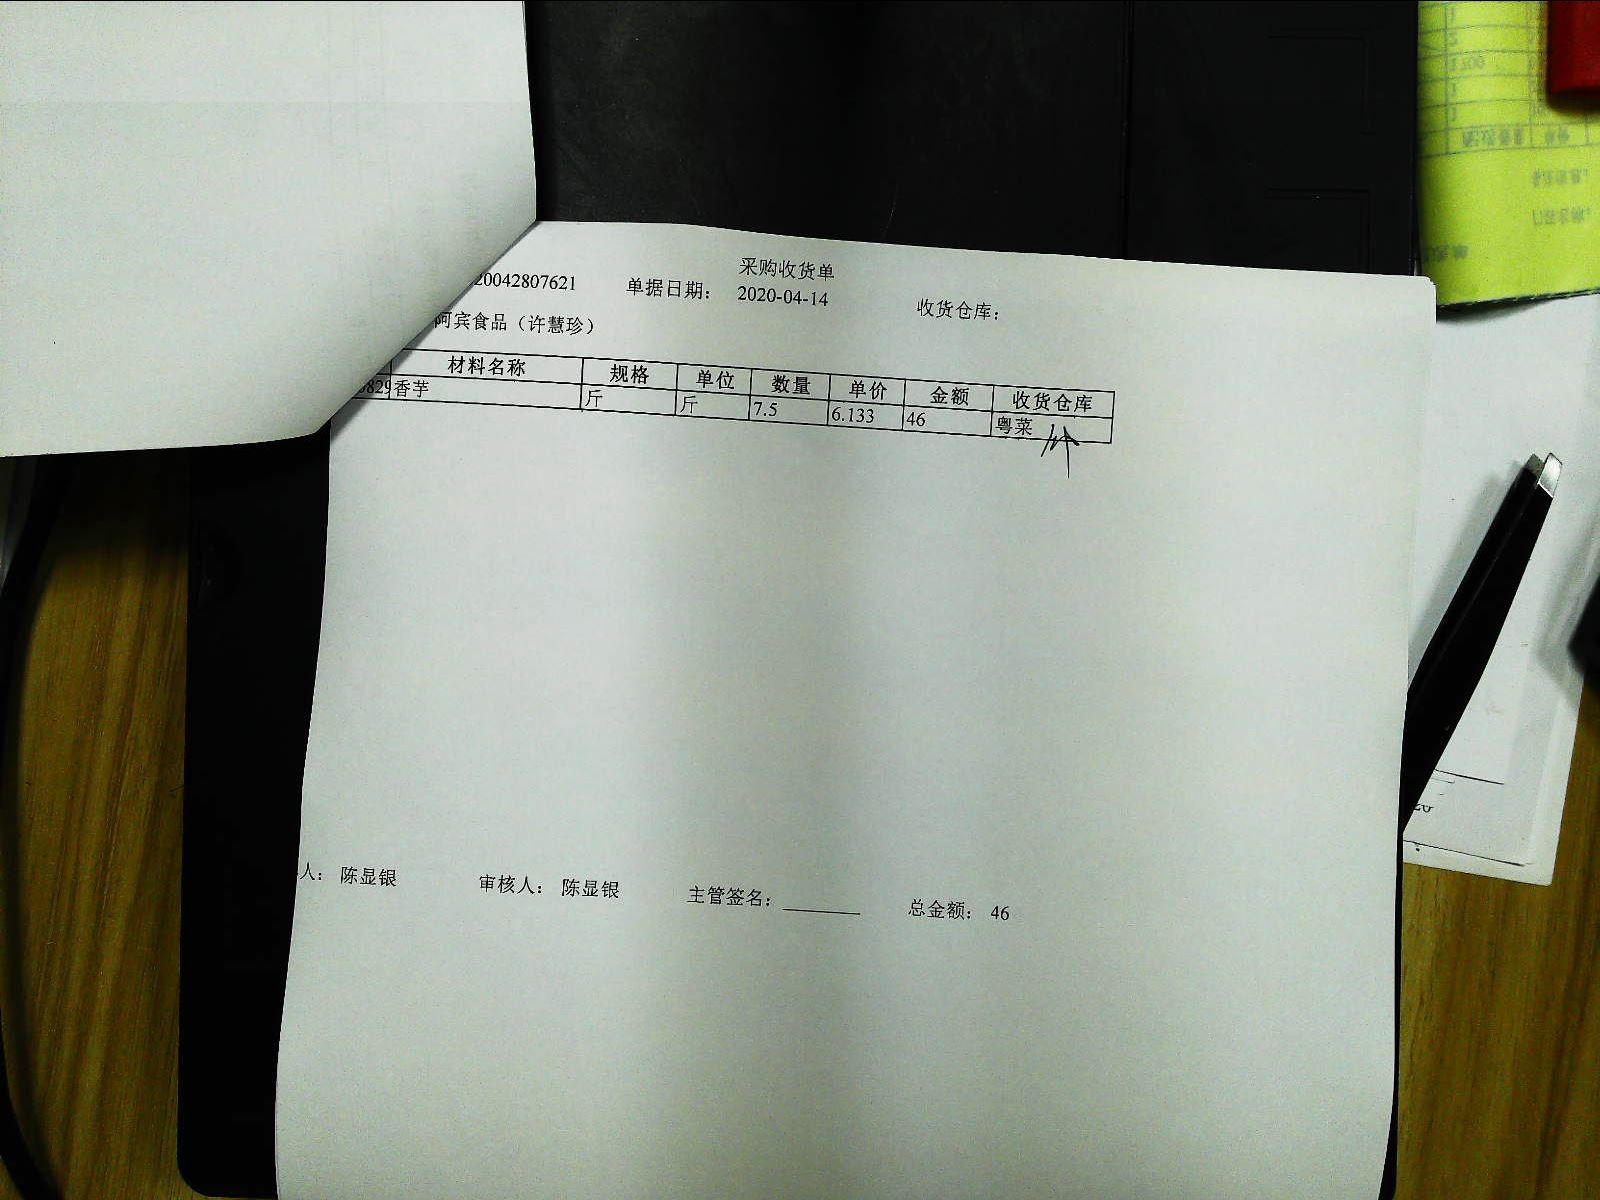 采购收货单
20042807621 单据日期: 2020-04-14 收货仓库:
阿宾食品（许慧珍）
材料名称 规格 单位 数量 单价 金额 收货仓库
829 香芋 斤 斤 7.5 6.133 46 粤菜
人: 陈显银 审核人: 陈显银 主管签名: 总金额: 46